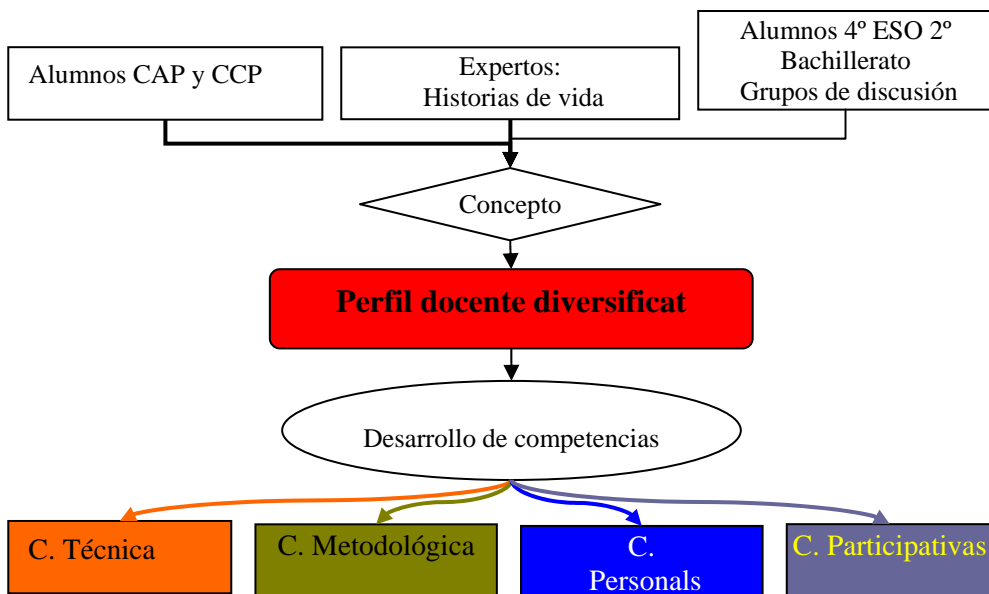 Alumnos CAP y CCP
Expertos:
Historias de vida
Alumnos 4º ESO 2º
Bachillerato
Grupos de discusión
Concepto
Perfil docente diversificat
Desarrollo de competencias
C. Técnica
C. Metodológica
C.
Personals
C. Participativas